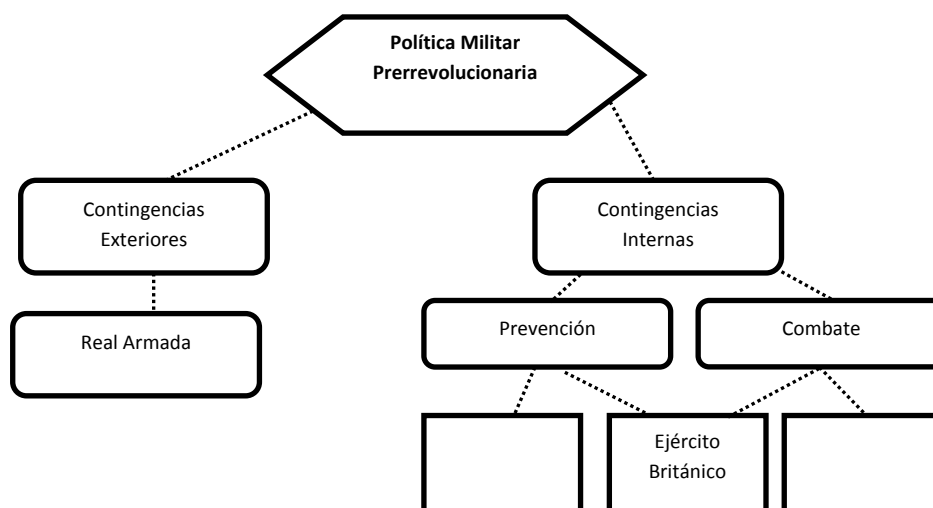 Política Militar
Prerrevolucionaria
Contingencias
Exteriores
Contingencias
Internas
Real Armada
Prevención
Combate
Ejército
Británico